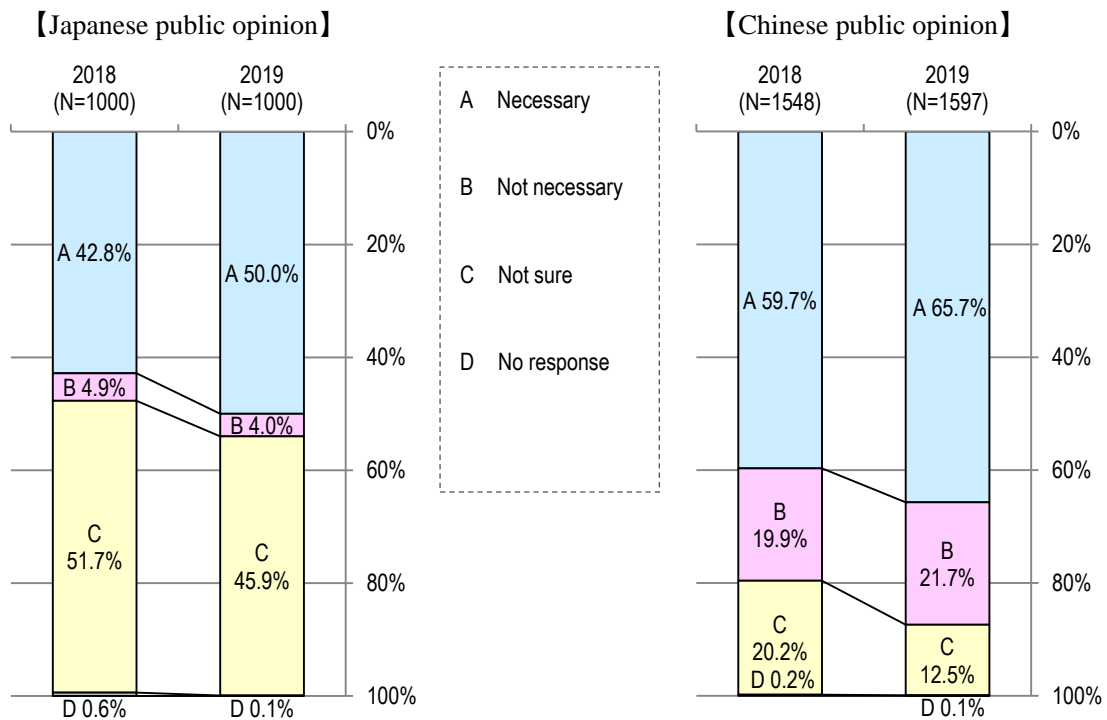 【Japanese public opinion】
2018
(N=1000)
2019
(N=1000)
0%
20%
40%
60%
80%
100%
A 42.8%
B 4.9%
C
51.7%
D 0.6%
A 50.0%
B 4.0%
C
45.9%
D 0.1%
A Necessary
B Not necessary
C Not sure
D No response
【Chinese public opinion】
2018
(N=1548)
2019
(N=1597)
0%
20%
40%
60%
80%
100%
A 59.7%
B
19.9%
C
20.2%
D 0.2%
A 65.7%
B
21.7%
C
12.5%
D 0.1%